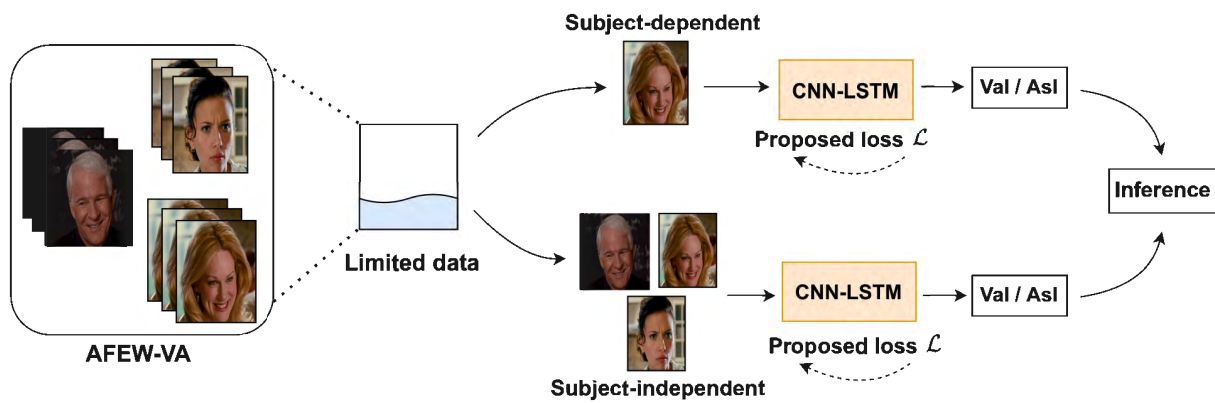 AFEW-VA
Limited data
Subject-dependent
CNN-LSTM
Proposed loss ℒ
Val / Asl
Subject-independent
CNN-LSTM
Proposed loss ℒ
Val / Asl
Inference